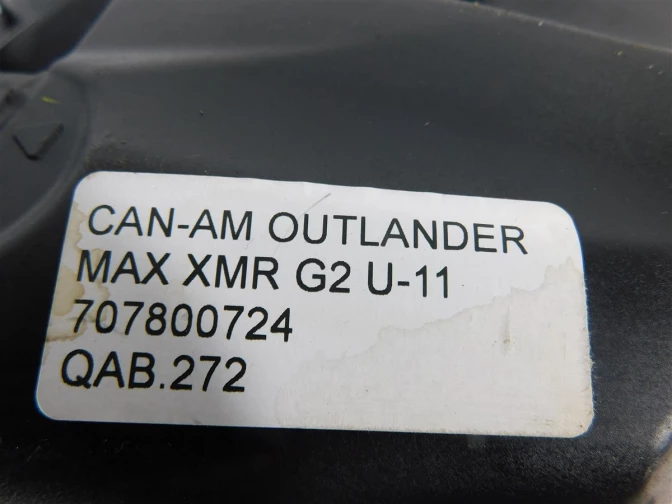 CAN-AM OUTLANDER
MAX XMR G2 U-11
707800724
QAB.272